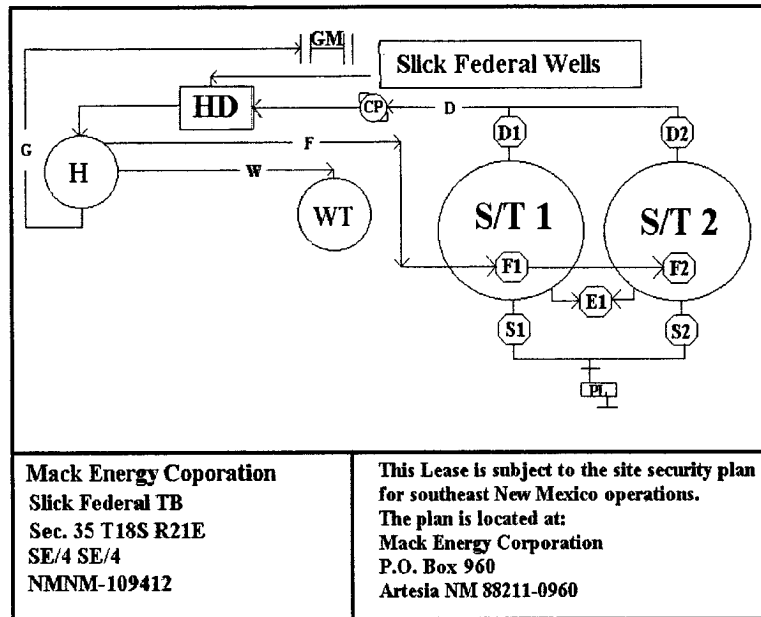 GM
Slick Federal Wells
HD
CP
D
D1
D2
G
H
F
W
WT
S/T 1
S/T 2
F1
F2
E1
S1
S2
PL
Mack Energy Coporation
Slick Federal TB
Sec. 35 T18S R21E
SE/4 SE/4
NMNM-109412
This Lease is subject to the site security plan
for southeast New Mexico operations.
The plan is located at:
Mack Energy Corporation
P.O. Box 960
Artesia NM 88211-0960